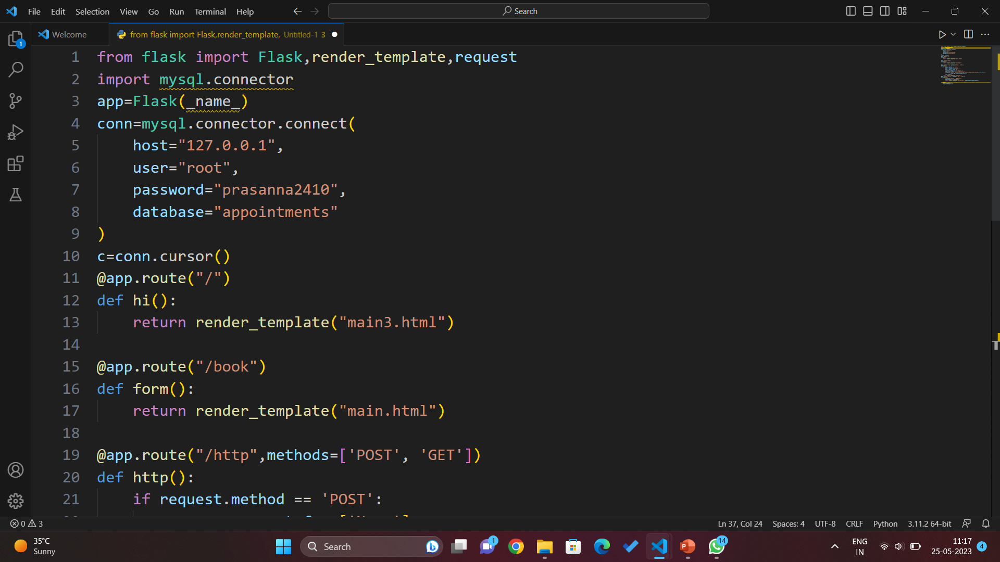 File Edit Selection View Go Run Terminal Help
Search
1
Welcome
from flask import Flask,render_template, Untitled-1 3
1 from flask import Flask,render_template,request
2 import mysql.connector
3 app=Flask(_name_)
4 conn=mysql.connector.connect(
5 host="127.0.0.1",
6 user="root",
7 password="prasanna2410",
8 database="appointments"
9 )
10 c=conn.cursor()
11 @app.route("/")
12 def hi():
13 return render_template("main3.html")
14
15 @app.route("/book")
16 def form():
17 return render_template("main.html")
18
19 @app.route("/http",methods=['POST', 'GET'])
20 def http():
21 if request.method == 'POST':
0 3
Ln 37, Col 24 Spaces: 4 UTF-8 CRLF Python 3.11.2 64-bit
35°C
Sunny
Search
1
14
ENG
IN
11:17
25-05-2023
4